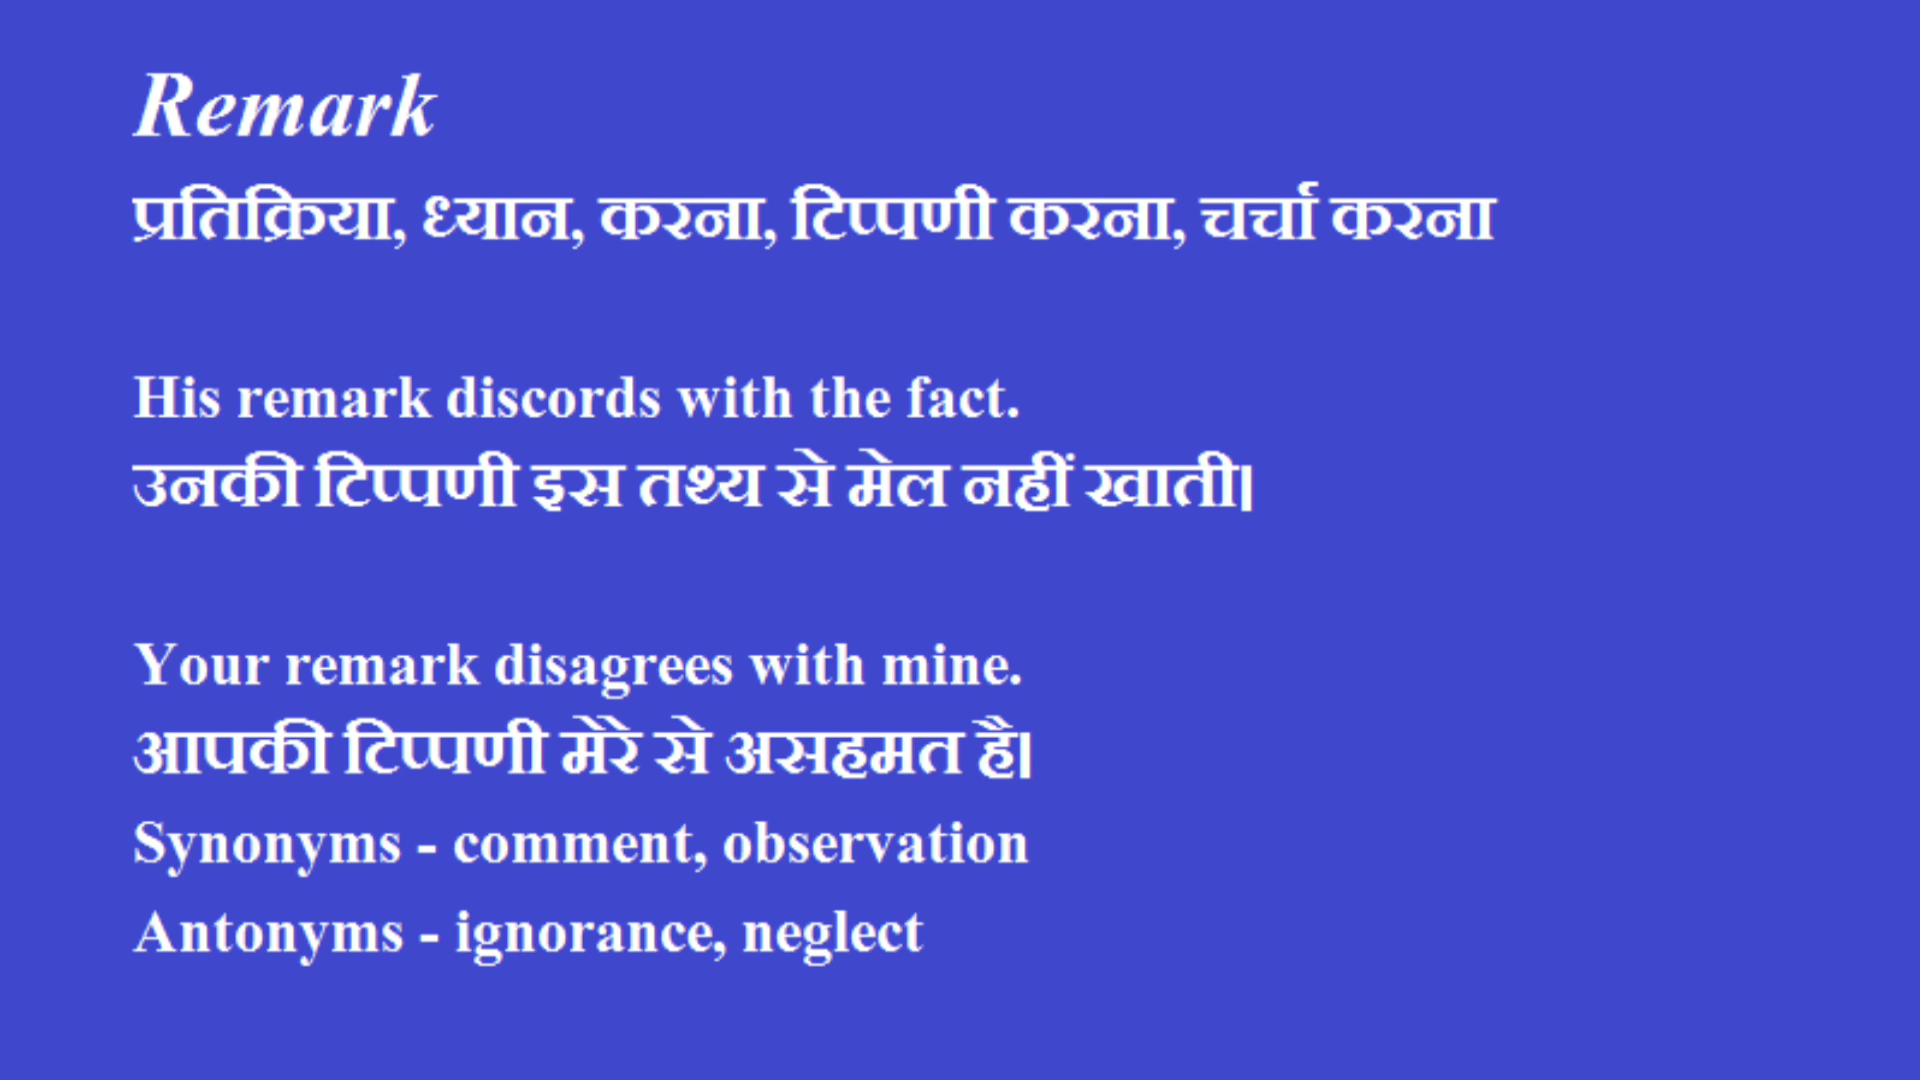 Remark
प्रतिक्रिया, ध्यान, करना, टिप्पणी करना, चर्चा करना
His remark discords with the fact.
उनकी टिप्पणी इस तथ्य से मेल नहीं खाती।
Your remark disagrees with mine.
आपकी टिप्पणी मेरे से असहमत है।
Synonyms - comment, observation
Antonyms - ignorance, neglect